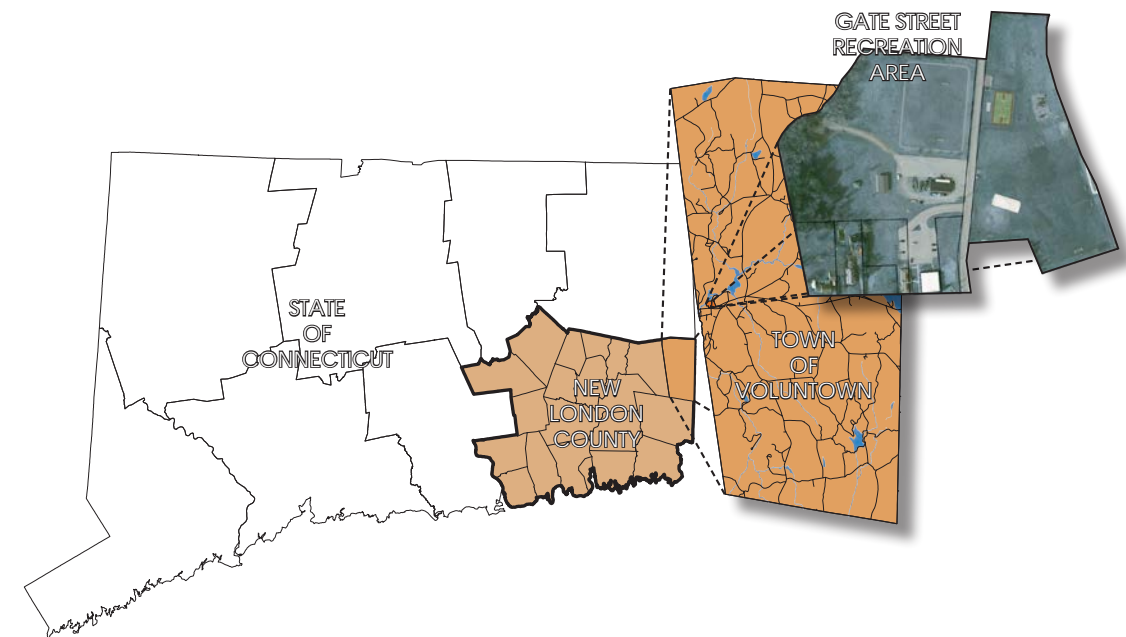 GATE STREET
RECREATION
AREA
STATE
OF
CONNECTICUT
NEW
LONDON
COUNTY
TOWN
OF
VOLUNTOWN